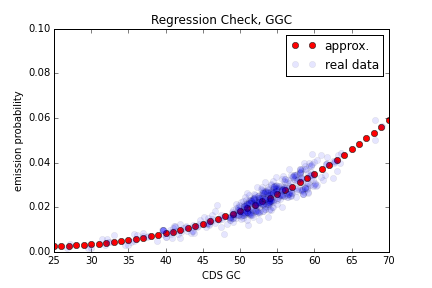 Regression Check, GGC
0.10
0.08
0.06
0.04
0.02
0.00
emission probability
approx.
real data
25 30 35 40 45 50 55 60 65 70
CDS GC